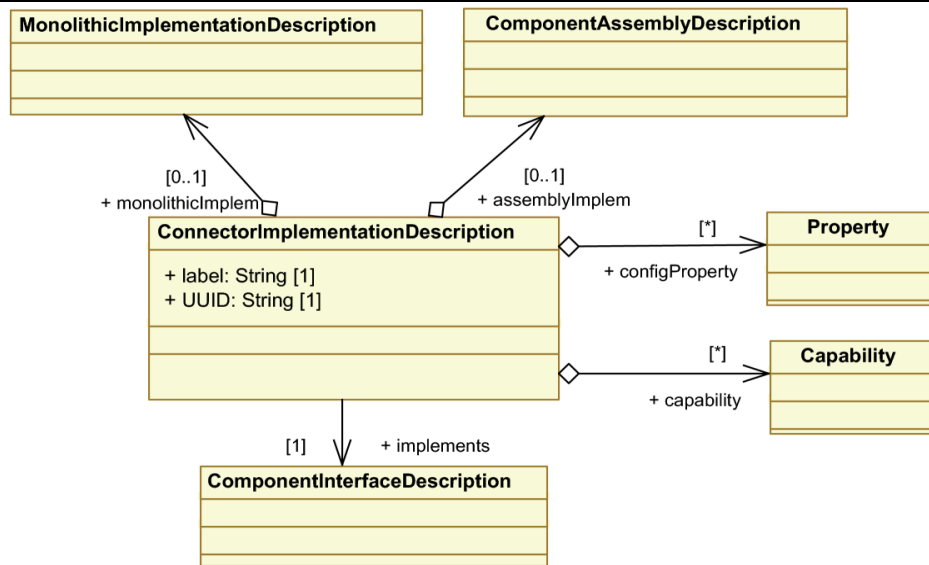 MonolithicImplementationDescription
ComponentAssemblyDescription
[0..1]
+ monolithicImplem
[0..1]
+ assemblyImplem
ConnectorImplementationDescription
+ label: String [1]
+ UUID: String [1]
[*]
+ configProperty
Property
[*]
+ capability
Capability
[1]
+ implements
ComponentInterfaceDescription